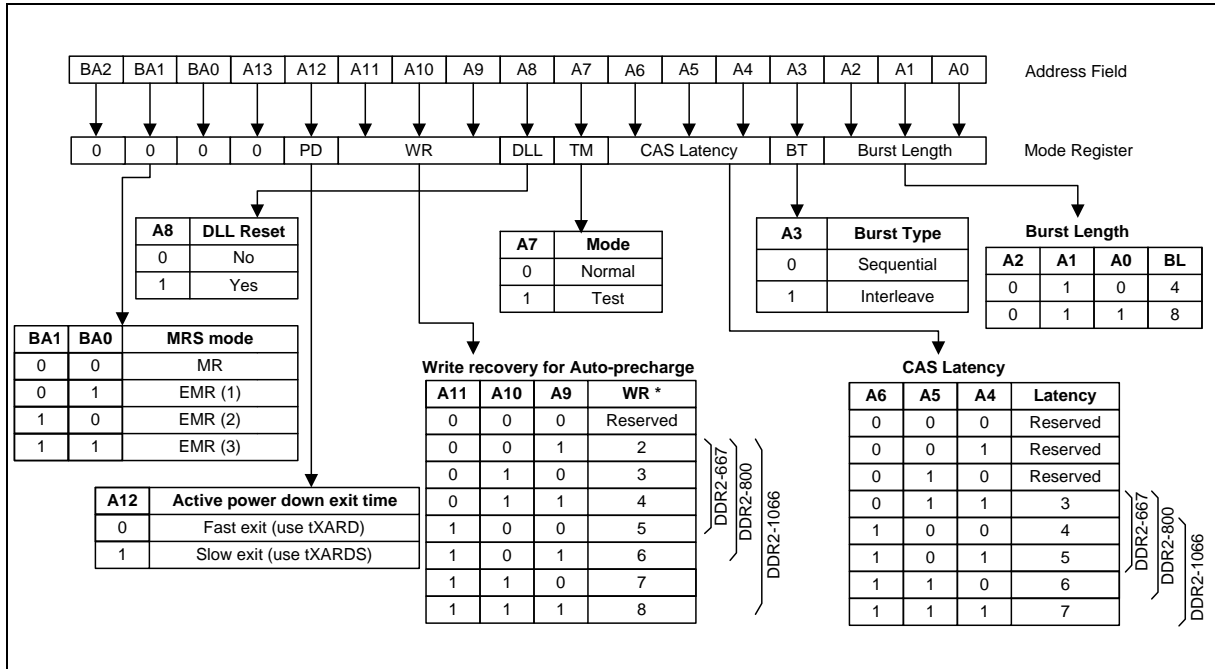 BA2 BA1 BA0 A13 A12 A11 A10 A9 A8 A7 A6 A5 A4 A3 A2 A1 A0 Address Field
0 0 0 0 PD WR DLL TM CAS Latency BT Burst Length Mode Register
A8 DLL Reset
0 No
1 Yes
A7 Mode
0 Normal
1 Test
A3 Burst Type
0 Sequential
1 Interleave
Burst Length
A2 A1 A0 BL
0 1 0 4
0 1 1 8
BA1 BA0 MRS mode
0 0 MR
0 1 EMR (1)
1 0 EMR (2)
1 1 EMR (3)
A12 Active power down exit time
0 Fast exit (use tXARD)
1 Slow exit (use tXARDS)
Write recovery for Auto-precharge
A11 A10 A9 WR *
0 0 0 Reserved
0 0 1 2
0 1 0 3
0 1 1 4
1 0 0 5
1 0 1 6
1 1 0 7
1 1 1 8
DDR2-667
DDR2-800
DDR2-1066
CAS Latency
A6 A5 A4 Latency
0 0 0 Reserved
0 0 1 Reserved
0 1 0 Reserved
0 1 1 3
1 0 0 4
1 0 1 5
1 1 0 6
1 1 1 7
DDR2-667
DDR2-800
DDR2-1066